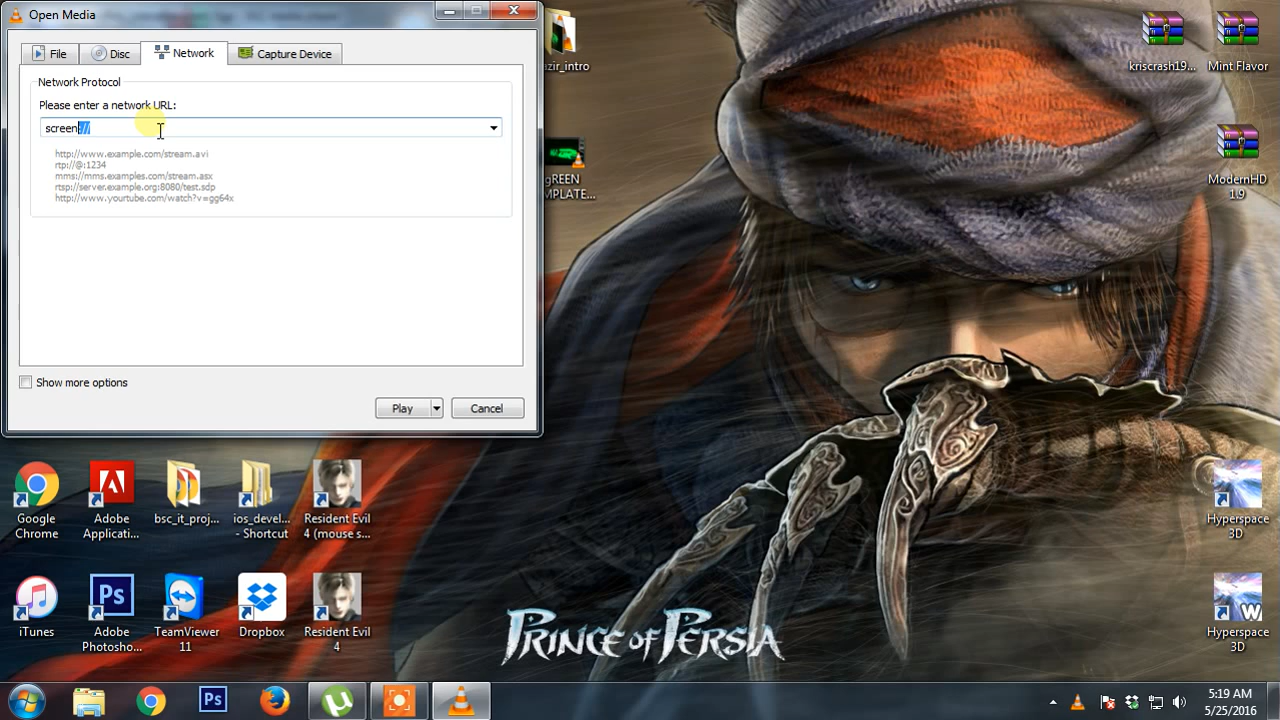 Open Media
File
Disc
Network
Capture Device
Network Protocol
Please enter a network URL:
screen://
http://www.example.com/stream.avi
rtp://@:1234
mms://mms.examples.com/stream.asx
rtsp://server.example.org:8080/test.sdp
http://www.youtube.com/watch?v=gg64x
Show more options
Play
Cancel
zir_intro
gREEN
MPLATE...
kriscrash19...
Mint Flavor
ModernHD
1.9
Google
Chrome
Adobe
Applicati...
bsc_it_proj...
ios_devel...
- Shortcut
Resident Evil
4 (mouse s...
Hyperspace
3D
iTunes
Adobe
Photosho...
TeamViewer
11
Dropbox
Resident Evil
4
Hyperspace
3D
PRINCE OF PERSIA
5:19 AM
5/25/2016